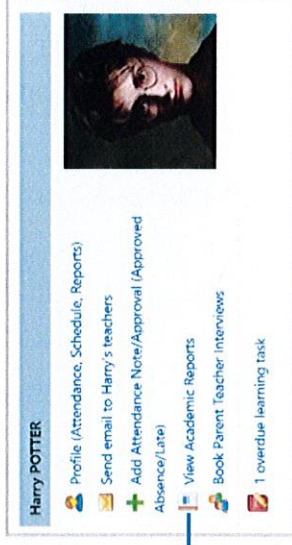 Harry POTTER
Profile (Attendance, Schedule, Reports)
Send email to Harry's teachers
Add Attendance Note/Approval (Approved
Absence/Late)
View Academic Reports
Book Parent Teacher Interviews
1 overdue learning task